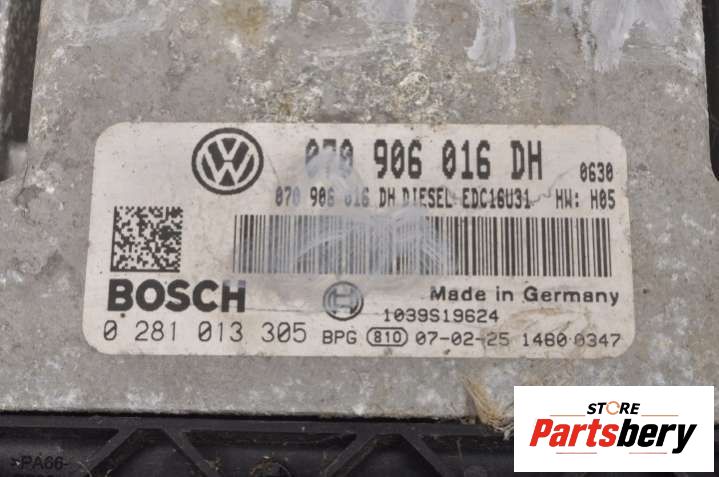 070 906 016 DH 0630
070 906 016 DH DIESEL EDC16U31 HW: H05
BOSCH
Made in Germany
1039S19624
0 281 013 305 BPG 810 07-02-25 1480 0347
>PA66-
STORE
Partsbery